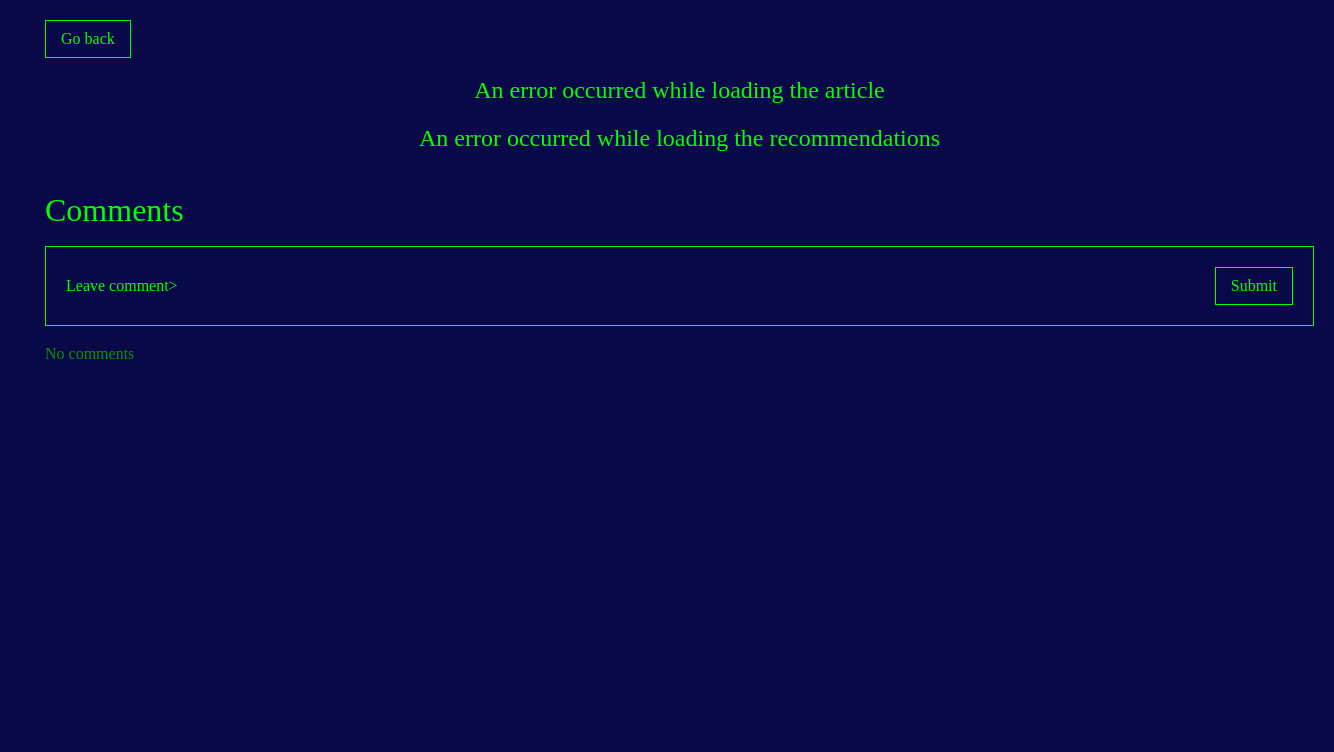 Go back
An error occurred while loading the article
An error occurred while loading the recommendations
Comments
Leave comment>
Submit
No comments